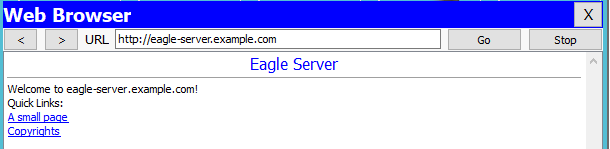 Web Browser X
< > URL http://eagle-server.example.com Go Stop
Eagle Server
Welcome to eagle-server.example.com!
Quick Links:
A small page
Copyrights